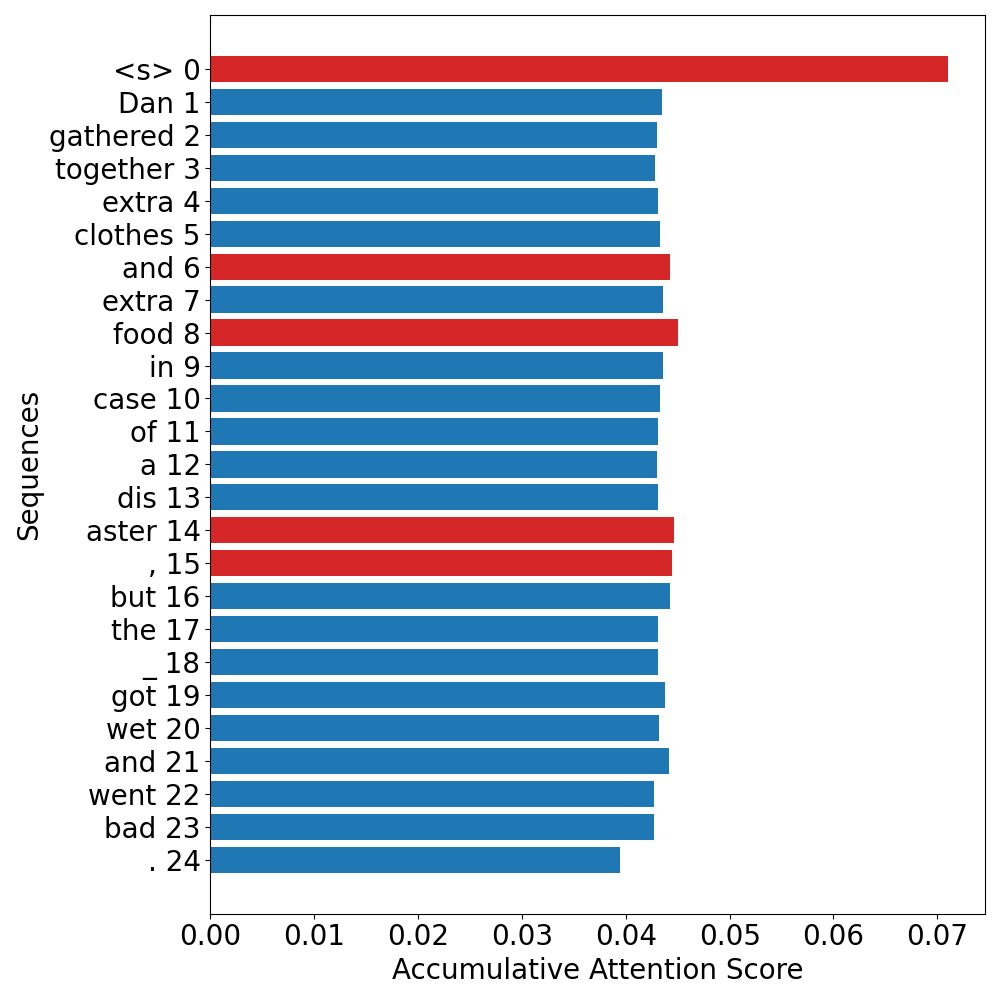 <s> 0
Dan 1
gathered 2
together 3
extra 4
clothes 5
and 6
extra 7
food 8
in 9
case 10
of 11
a 12
dis 13
aster 14
, 15
but 16
the 17
_ 18
got 19
wet 20
and 21
went 22
bad 23
. 24
Sequences
0.00 0.01 0.02 0.03 0.04 0.05 0.06 0.07
Accumulative Attention Score